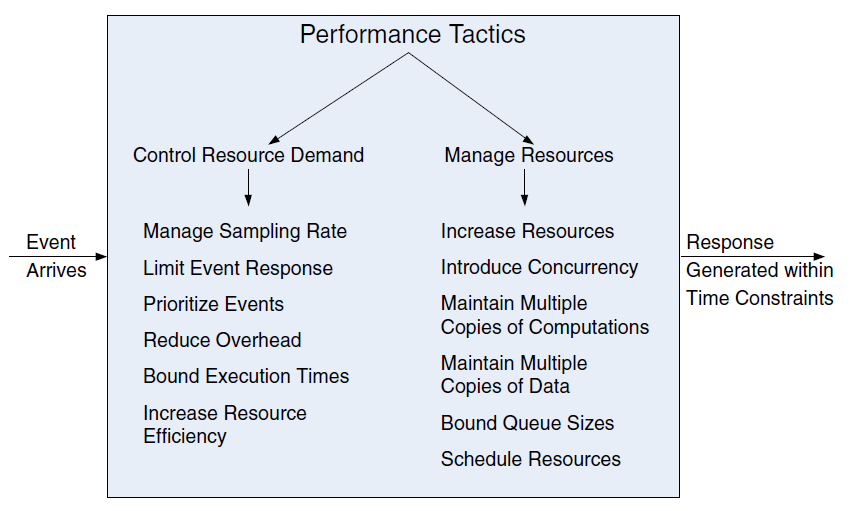 Performance Tactics
Control Resource Demand
Manage Resources
Event
Arrives
Manage Sampling Rate
Limit Event Response
Prioritize Events
Reduce Overhead
Bound Execution Times
Increase Resource
Efficiency
Increase Resources
Introduce Concurrency
Maintain Multiple
Copies of Computations
Maintain Multiple
Copies of Data
Bound Queue Sizes
Schedule Resources
Response
Generated within
Time Constraints